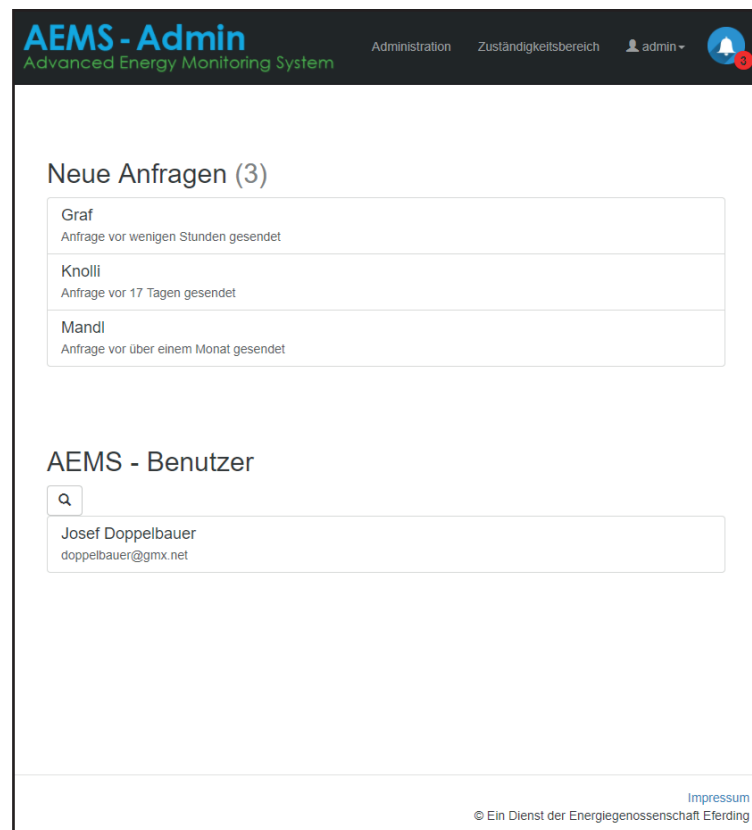 AEMS - Admin
Advanced Energy Monitoring System
Administration Zuständigkeitsbereich admin
3
Neue Anfragen (3)
Graf
Anfrage vor wenigen Stunden gesendet
Knolli
Anfrage vor 17 Tagen gesendet
Mandl
Anfrage vor über einem Monat gesendet
AEMS - Benutzer
Josef Doppelbauer
doppelbauer@gmx.net
Impressum
© Ein Dienst der Energiegenossenschaft Eferding